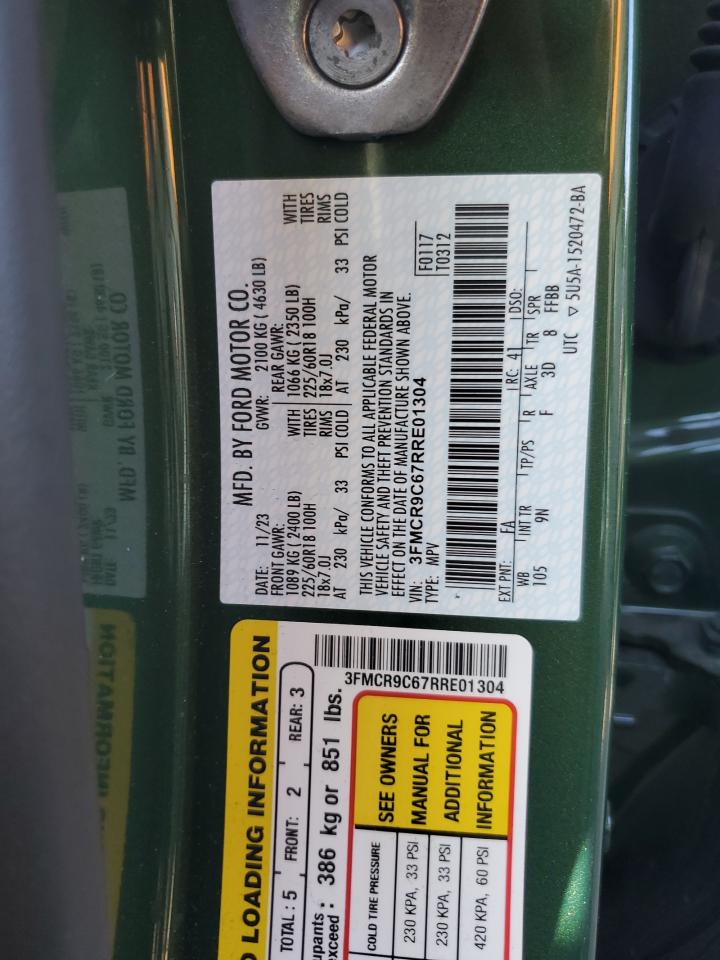 MFD. BY FORD MOTOR CO.
DATE: 11/23 GVWR: 2100 KG ( 4630 LB)
FRONT GAWR: REAR GAWR:
1089 KG ( 2400 LB) WITH 1066 KG ( 2350 LB) WITH
225/60R18 100H TIRES 225/60R18 100H TIRES
18x7.0J RIMS 18x7.0J RIMS
AT 230 kPa/ 33 PSI COLD AT 230 kPa/ 33 PSI COLD
THIS VEHICLE CONFORMS TO ALL APPLICABLE FEDERAL MOTOR
VEHICLE SAFETY AND THEFT PREVENTION STANDARDS IN
EFFECT ON THE DATE OF MANUFACTURE SHOWN ABOVE.
VIN: 3FMCR9C67RRE01304
TYPE: MPV
F0117
T0312
EXT PNT: FA RC: 41 DSO:
WB INT TR TP/PS R AXLE TR SPR
105 9N F 3D 8 FFBB
UTC ▽ 5U5A-1520472-BA
LOADING INFORMATION
TOTAL : 5 FRONT: 2 REAR: 3
386 kg or 851 lbs.
3FMCR9C67RRE01304
COLD TIRE PRESSURE
230 KPA, 33 PSI
230 KPA, 33 PSI
420 KPA, 60 PSI
SEE OWNERS
MANUAL FOR
ADDITIONAL
INFORMATION